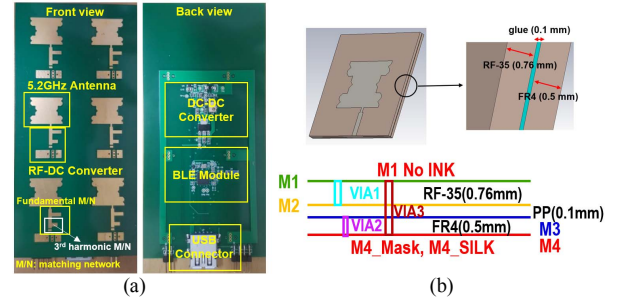 Front view
5.2GHz Antenna
RF-DC Converter
Fundamental M/N
3rd harmonic M/N
M/N: matching network
Back view
DC-DC
Converter
BLE Module
USB
Connector
(a)
glue (0.1 mm)
RF-35 (0.76 mm)
FR4 (0.5 mm)
M1 No INK
M1
VIA1
RF-35(0.76mm)
M2
VIA3
PP(0.1mm)
VIA2
FR4(0.5mm)
M3
M4_Mask, M4_SILK
M4
(b)